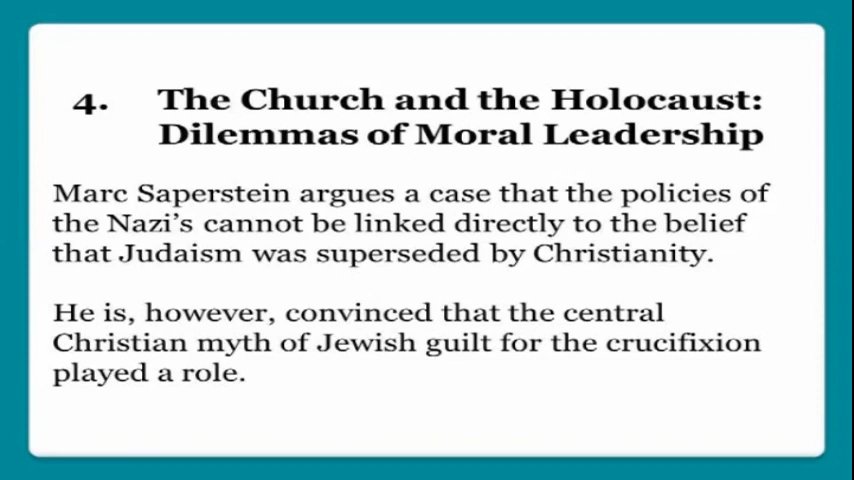 4. The Church and the Holocaust:
Dilemmas of Moral Leadership
Marc Saperstein argues a case that the policies of
the Nazi's cannot be linked directly to the belief
that Judaism was superseded by Christianity.
He is, however, convinced that the central
Christian myth of Jewish guilt for the crucifixion
played a role.